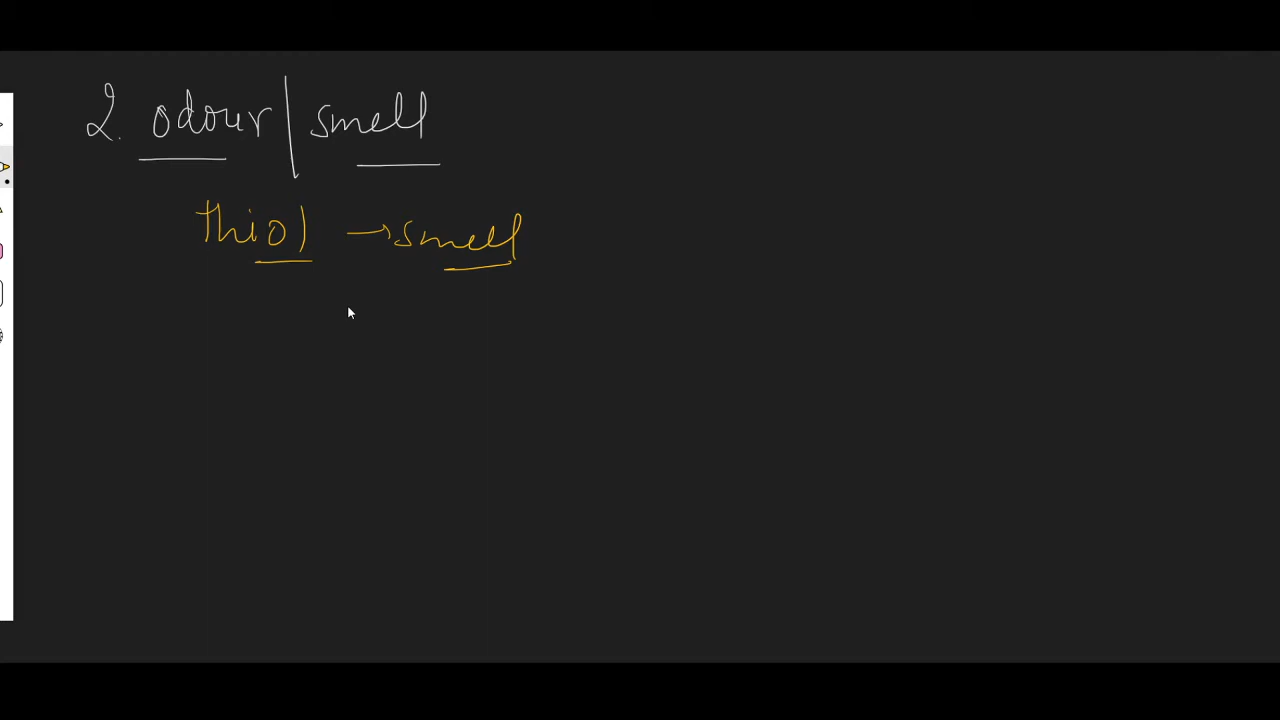 2. odour | smell
thiol → smell